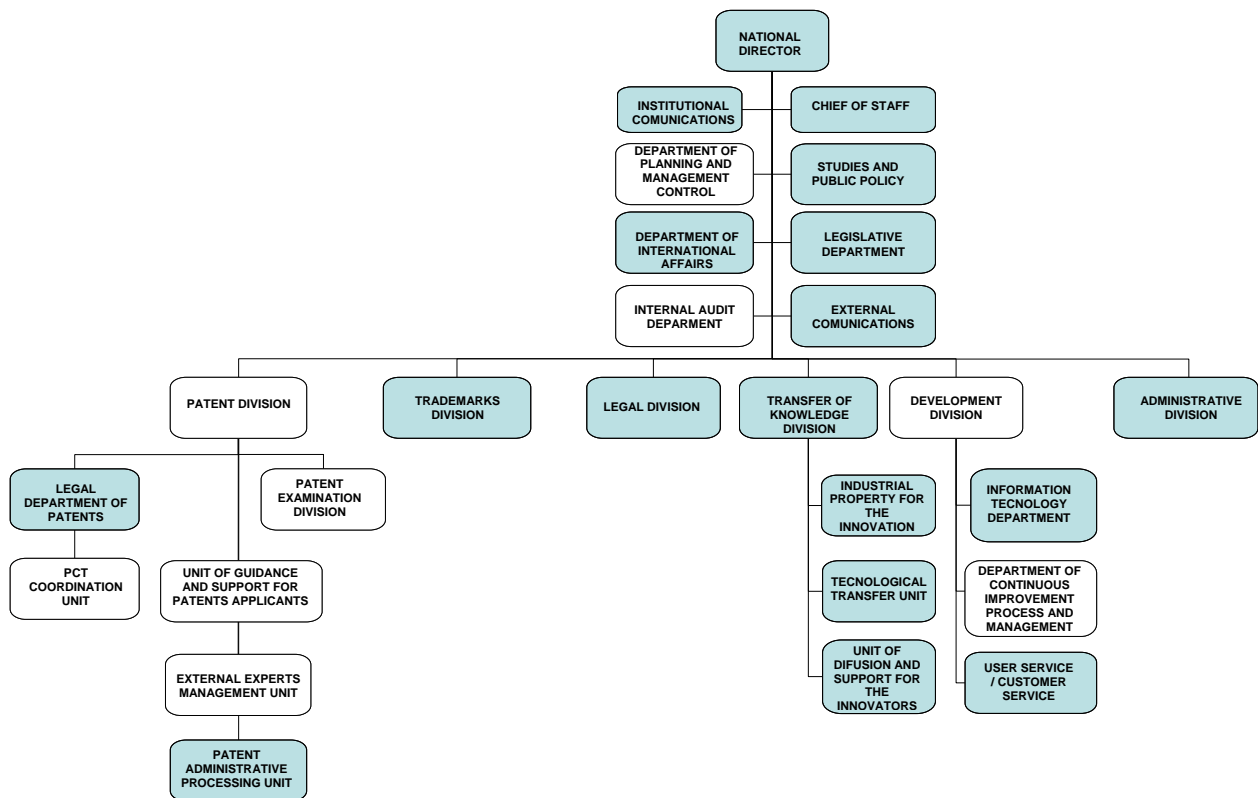 NATIONAL
DIRECTOR
INSTITUTIONAL
COMUNICATIONS
CHIEF OF STAFF
DEPARTMENT OF
PLANNING AND
MANAGEMENT
CONTROL
STUDIES AND
PUBLIC POLICY
DEPARTMENT OF
INTERNATIONAL
AFFAIRS
LEGISLATIVE
DEPARTMENT
INTERNAL AUDIT
DEPARMENT
EXTERNAL
COMUNICATIONS
PATENT DIVISION
TRADEMARKS
DIVISION
LEGAL DIVISION
TRANSFER OF
KNOWLEDGE
DIVISION
DEVELOPMENT
DIVISION
ADMINISTRATIVE
DIVISION
LEGAL
DEPARTMENT OF
PATENTS
PATENT
EXAMINATION
DIVISION
INDUSTRIAL
PROPERTY FOR
THE
INNOVATION
INFORMATION
TECNOLOGY
DEPARTMENT
PCT
COORDINATION
UNIT
UNIT OF GUIDANCE
AND SUPPORT FOR
PATENTS APPLICANTS
TECNOLOGICAL
TRANSFER UNIT
DEPARTMENT OF
CONTINUOUS
IMPROVEMENT
PROCESS AND
MANAGEMENT
EXTERNAL EXPERTS
MANAGEMENT UNIT
UNIT OF
DIFUSION AND
SUPPORT FOR
THE
INNOVATORS
USER SERVICE
/ CUSTOMER
SERVICE
PATENT
ADMINISTRATIVE
PROCESSING UNIT